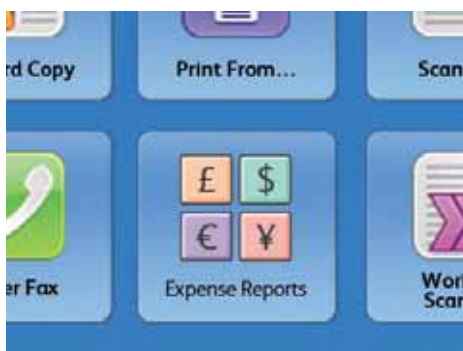 rd Copy
Print From...
Scan
£ $
€ ¥
er Fax
Expense Reports
Wor
Scan